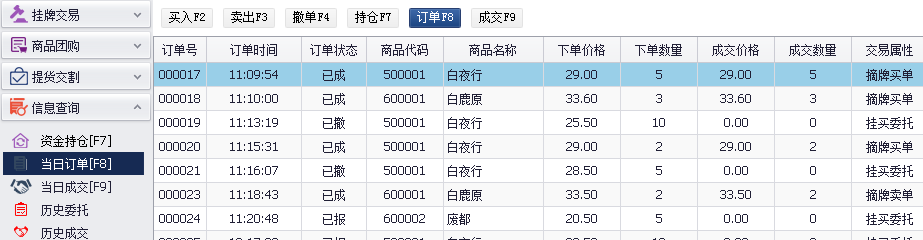 挂牌交易
商品团购
提货交割
信息查询
资金持仓[F7]
当日订单[F8]
当日成交[F9]
历史委托
历史成交
买入F2 卖出F3 撤单F4 持仓F7 订单F8 成交F9
订单号 订单时间 订单状态 商品代码 商品名称 下单价格 下单数量 成交价格 成交数量 交易属性
000017 11:09:54 已成 500001 白夜行 29.00 5 29.00 5 摘牌买单
000018 11:10:00 已成 600001 白鹿原 33.60 3 33.60 3 摘牌买单
000019 11:13:19 已撤 500001 白夜行 25.50 10 0.00 0 挂买委托
000020 11:15:31 已成 500001 白夜行 29.00 2 29.00 2 摘牌买单
000021 11:16:07 已撤 500001 白夜行 28.50 5 0.00 0 挂买委托
000023 11:18:43 已成 600001 白鹿原 33.50 2 33.50 2 摘牌卖单
000024 11:20:48 已报 600002 废都 20.50 5 0.00 0 挂买委托